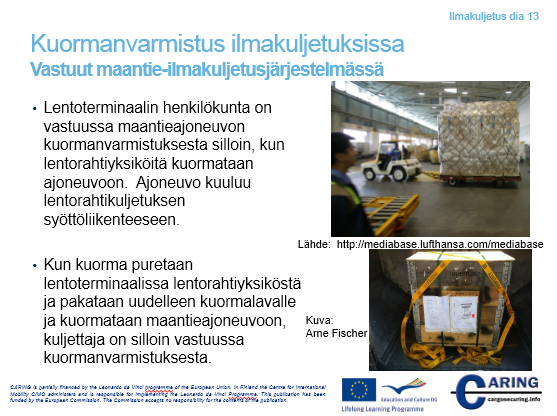 Ilmakuljetus dia 13
Kuormanvarmistus ilmakuljetuksissa
Vastuut maantie-ilmakuljetusjärjestelmässä
• Lentoterminaalin henkilökunta on
vastuussa maantieajoneuvon
kuormanvarmistuksesta silloin, kun
lentorahtiyksiköitä kuormataan
ajoneuvoon. Ajoneuvo kuuluu
lentorahtikuljetuksen
syöttöliikenteeseen.
Lähde: http://mediabase.lufthansa.com/mediabase
• Kun kuorma puretaan
lentoterminaalissa lentorahtiyksiköstä
ja pakataan uudelleen kuormalavalle
ja kuormataan maantieajoneuvoon,
kuljettaja on silloin vastuussa
kuormanvarmistuksesta.
Kuva:
Arne Fischer
CARING is partially financed by the Leonardo da Vinci programme of the European Union. In Finland the Centre for International
Mobility CIMO administers and is responsible for implementing the Leonardo da Vinci Programme. This publication has been
funded by the European Commission. The Commission accepts no responsibility for the contents of the publication.
Education and Culture DG
Lifelong Learning Programme
CARING
cargosecuring.info